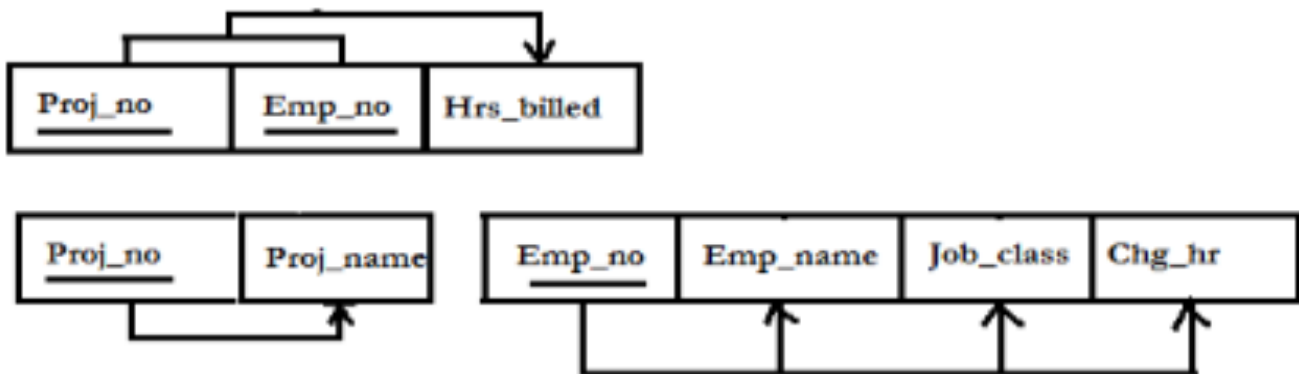 Proj_no Emp_no Hrs_billed
Proj_no Proj_name Emp_no Emp_name Job_class Chg_hr